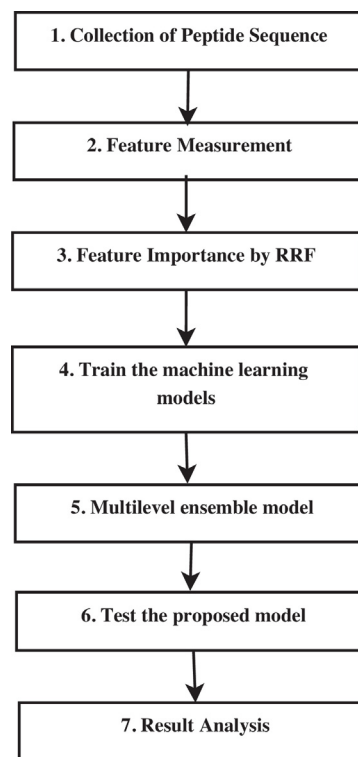 1. Collection of Peptide Sequence
2. Feature Measurement
3. Feature Importance by RRF
4. Train the machine learning
models
5. Multilevel ensemble model
6. Test the proposed model
7. Result Analysis